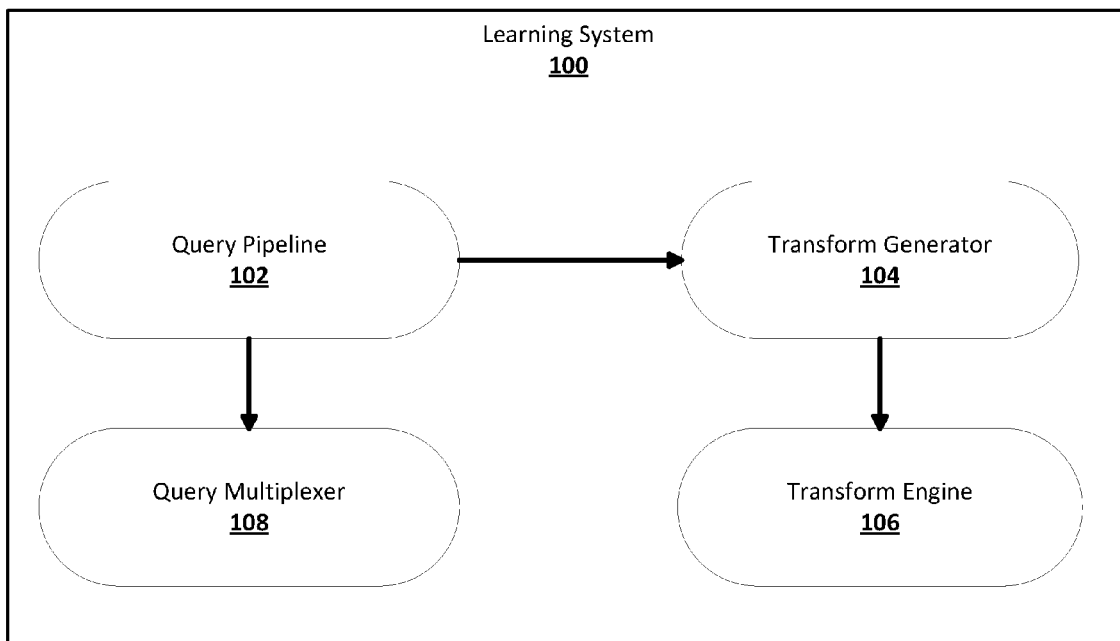 Learning System
100
Query Pipeline
102
Transform Generator
104
Query Multiplexer
108
Transform Engine
106